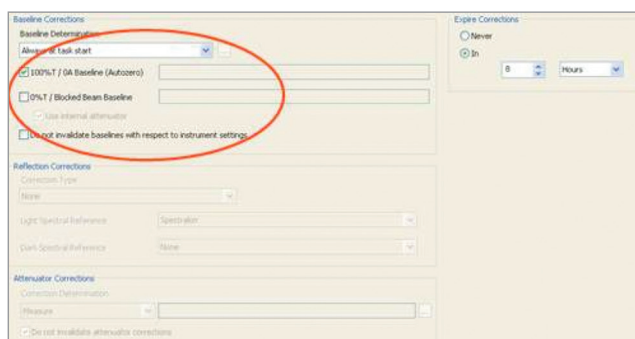 Baseline Corrections
Baseline Determination
Always at task start
100%T / 0A Baseline (Autozero)
0%T / Blocked Beam Baseline
Use internal attenuator
Do not invalidate baselines with respect to instrument settings
Reflection Corrections
Correction Type
None
Light Spectral Reference
Spectralon
Dark Spectral Reference
None
Attenuator Corrections
Correction Determination
Measure
Do not invalidate attenuator corrections
Expire Corrections
Never
In
8
Hours